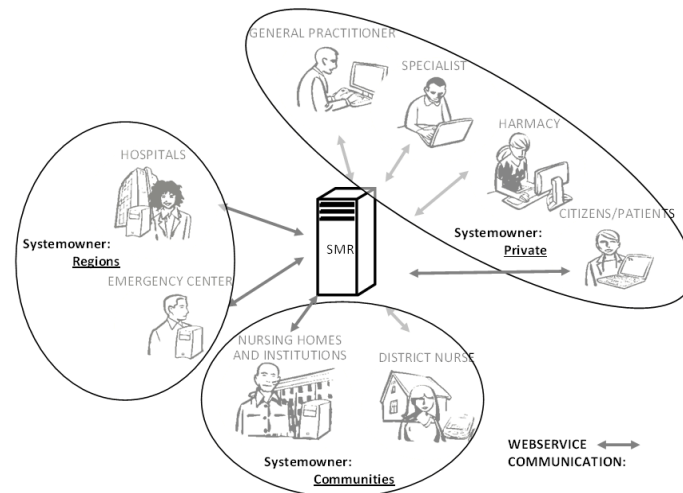 GENERAL PRACTITIONER
SPECIALIST
HARMACY
CITIZENS/PATIENTS
Systemowner:
Private
HOSPITALS
Systemowner:
Regions
EMERGENCY CENTER
SMR
NURSING HOMES
AND INSTITUTIONS
DISTRICT NURSE
Systemowner:
Communities
WEBSERVICE
COMMUNICATION: